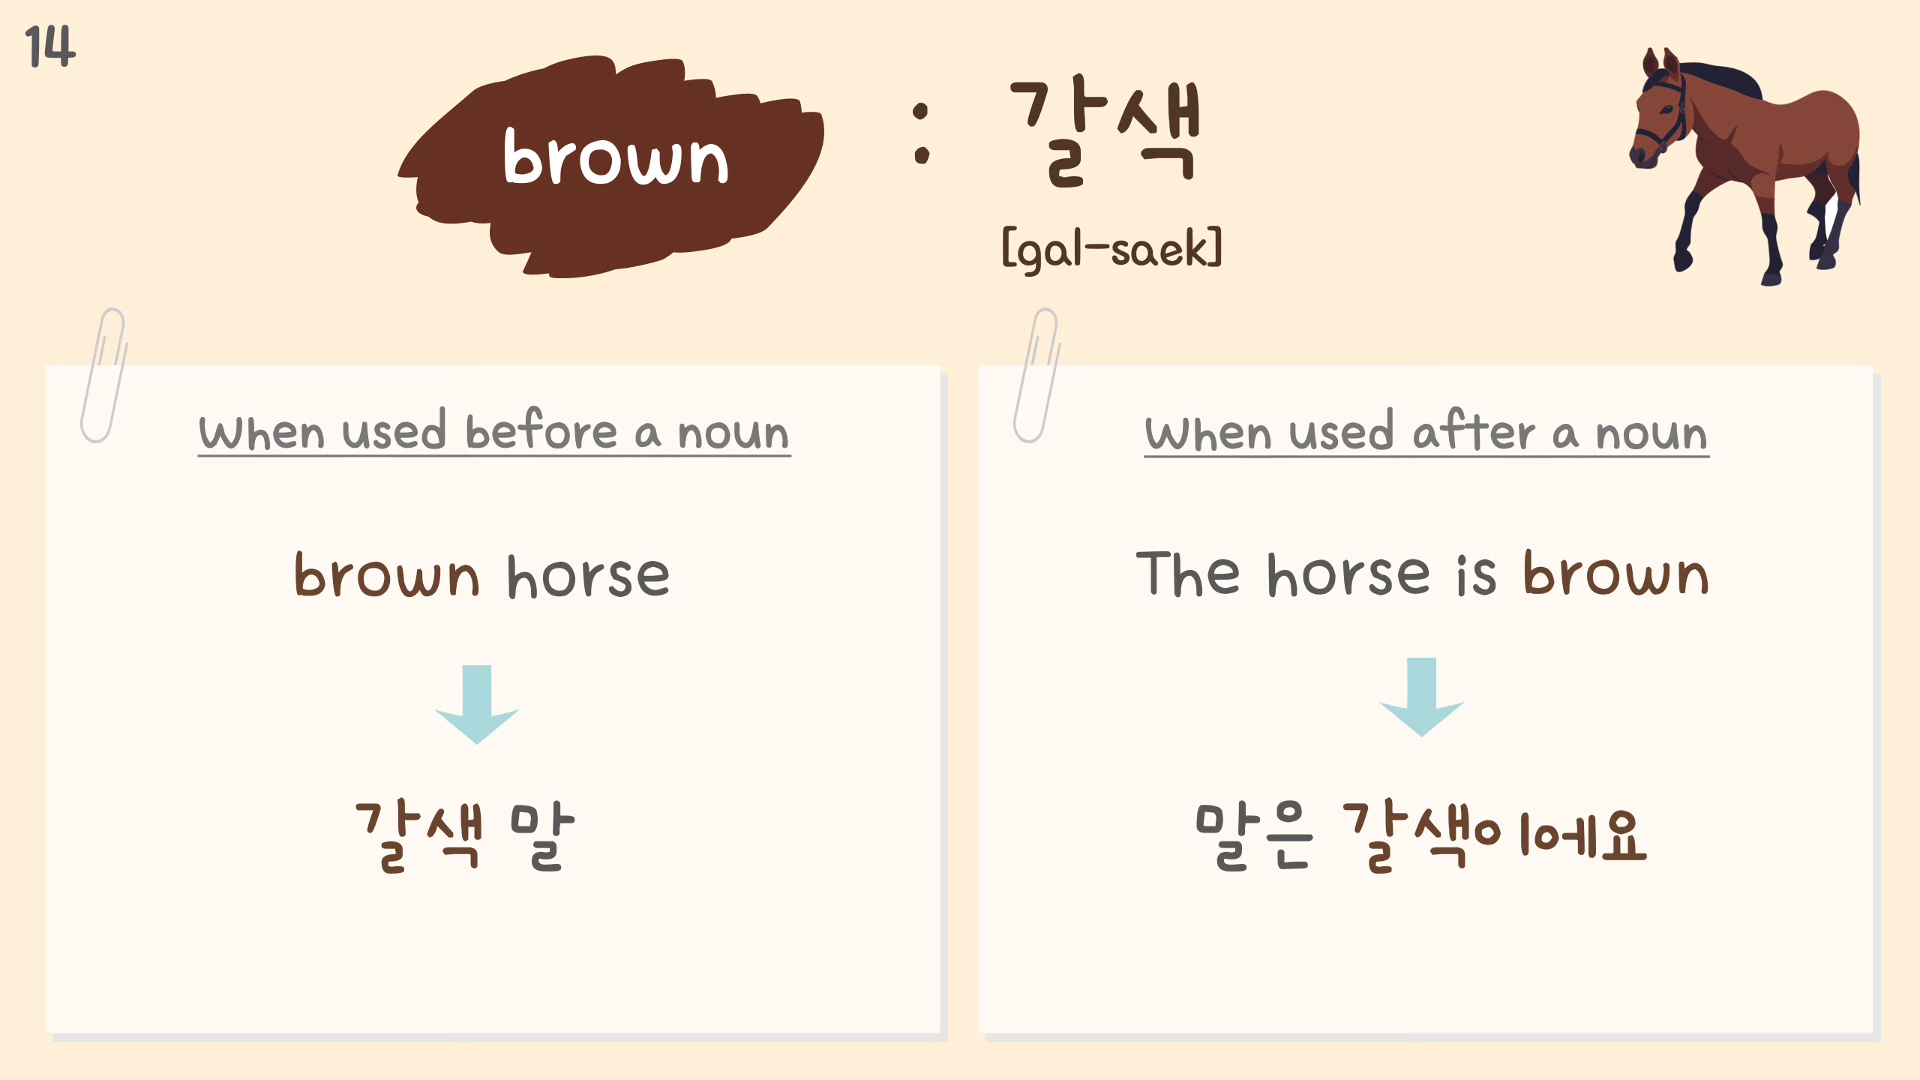 14
brown : 갈색
[gal-saek]
When used before a noun
brown horse
갈색 말
When used after a noun
The horse is brown
말은 갈색이에요